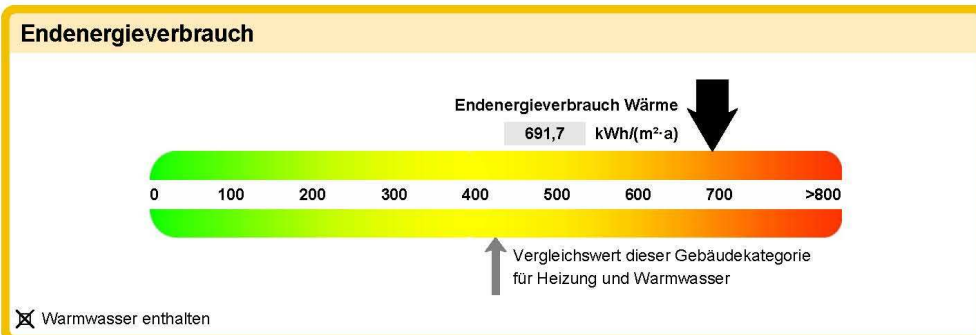 Endenergieverbrauch
Endenergieverbrauch Wärme
691,7 kWh/(m²·a)
0 100 200 300 400 500 600 700 >800
Vergleichswert dieser Gebäudekategorie
für Heizung und Warmwasser
Warmwasser enthalten